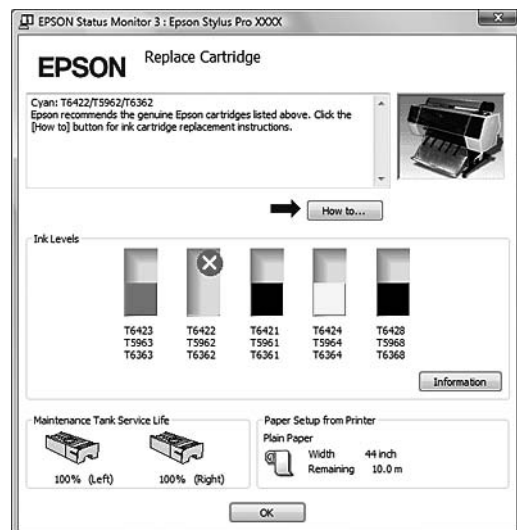 EPSON Status Monitor 3 : Epson Stylus Pro XXXX
EPSON
Replace Cartridge
Cyan: T6422/T5962/T6362
Epson recommends the genuine Epson cartridges listed above. Click the
[How to] button for ink cartridge replacement instructions.
How to...
Ink Levels
T6423 T6422 T6421 T6424 T6428
T5963 T5962 T5961 T5964 T5968
T6363 T6362 T6361 T6364 T6368
Information
Maintenance Tank Service Life
100% (Left) 100% (Right)
Paper Setup from Printer
Plain Paper
Width 44 inch
Remaining 10.0 m
OK